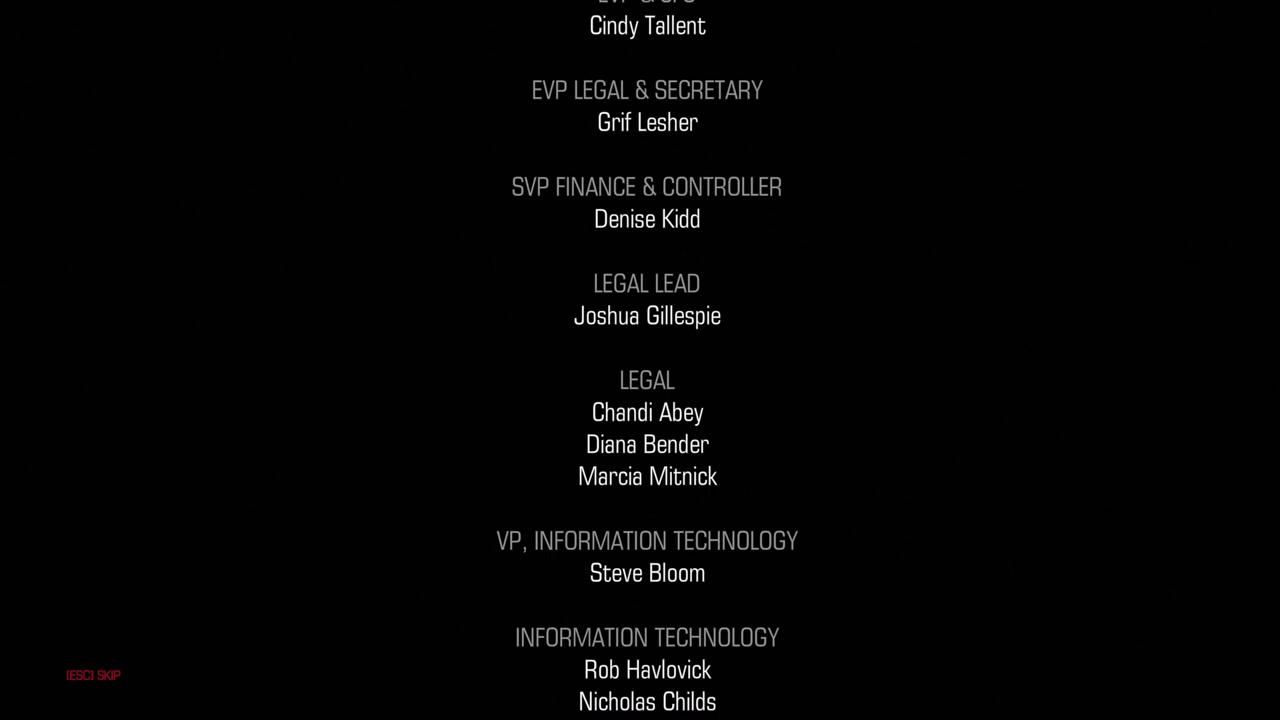 Cindy Tallent
EVP LEGAL & SECRETARY
Grif Lesher
SVP FINANCE & CONTROLLER
Denise Kidd
LEGAL LEAD
Joshua Gillespie
LEGAL
Chandi Abey
Diana Bender
Marcia Mitnick
VP, INFORMATION TECHNOLOGY
Steve Bloom
INFORMATION TECHNOLOGY
Rob Havlovick
[ESC] SKIP
Nicholas Childs